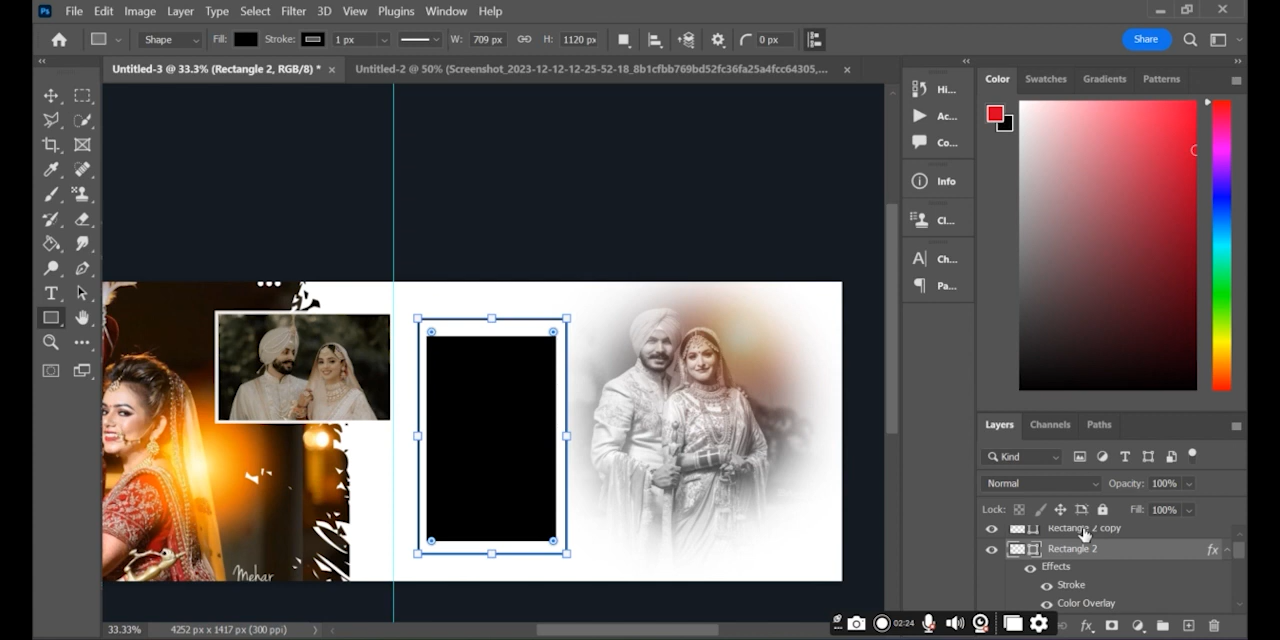 Ps File Edit Image Layer Type Select Filter 3D View Plugins Window Help
Shape Fill: Stroke: 1 px W: 709 px H: 1120 px 0 px Share
Untitled-3 @ 33.3% (Rectangle 2, RGB/8) * × Untitled-2 @ 50% (Screenshot_2023-12-12-12-25-52-18_8b1cfbb769bd52fc36fa25a4fcc64305,... ×
Hi...
Ac...
Co...
Info
Cl...
Ch...
Pa...
Color Swatches Gradients Patterns
Mehar
Layers Channels Paths
Kind
Normal Opacity: 100%
Lock: Fill: 100%
Rectangle 2 copy
Rectangle 2 fx
Effects
Stroke
Color Overlay
33.33% 4252 px x 1417 px (300 ppi)
02:24
fx